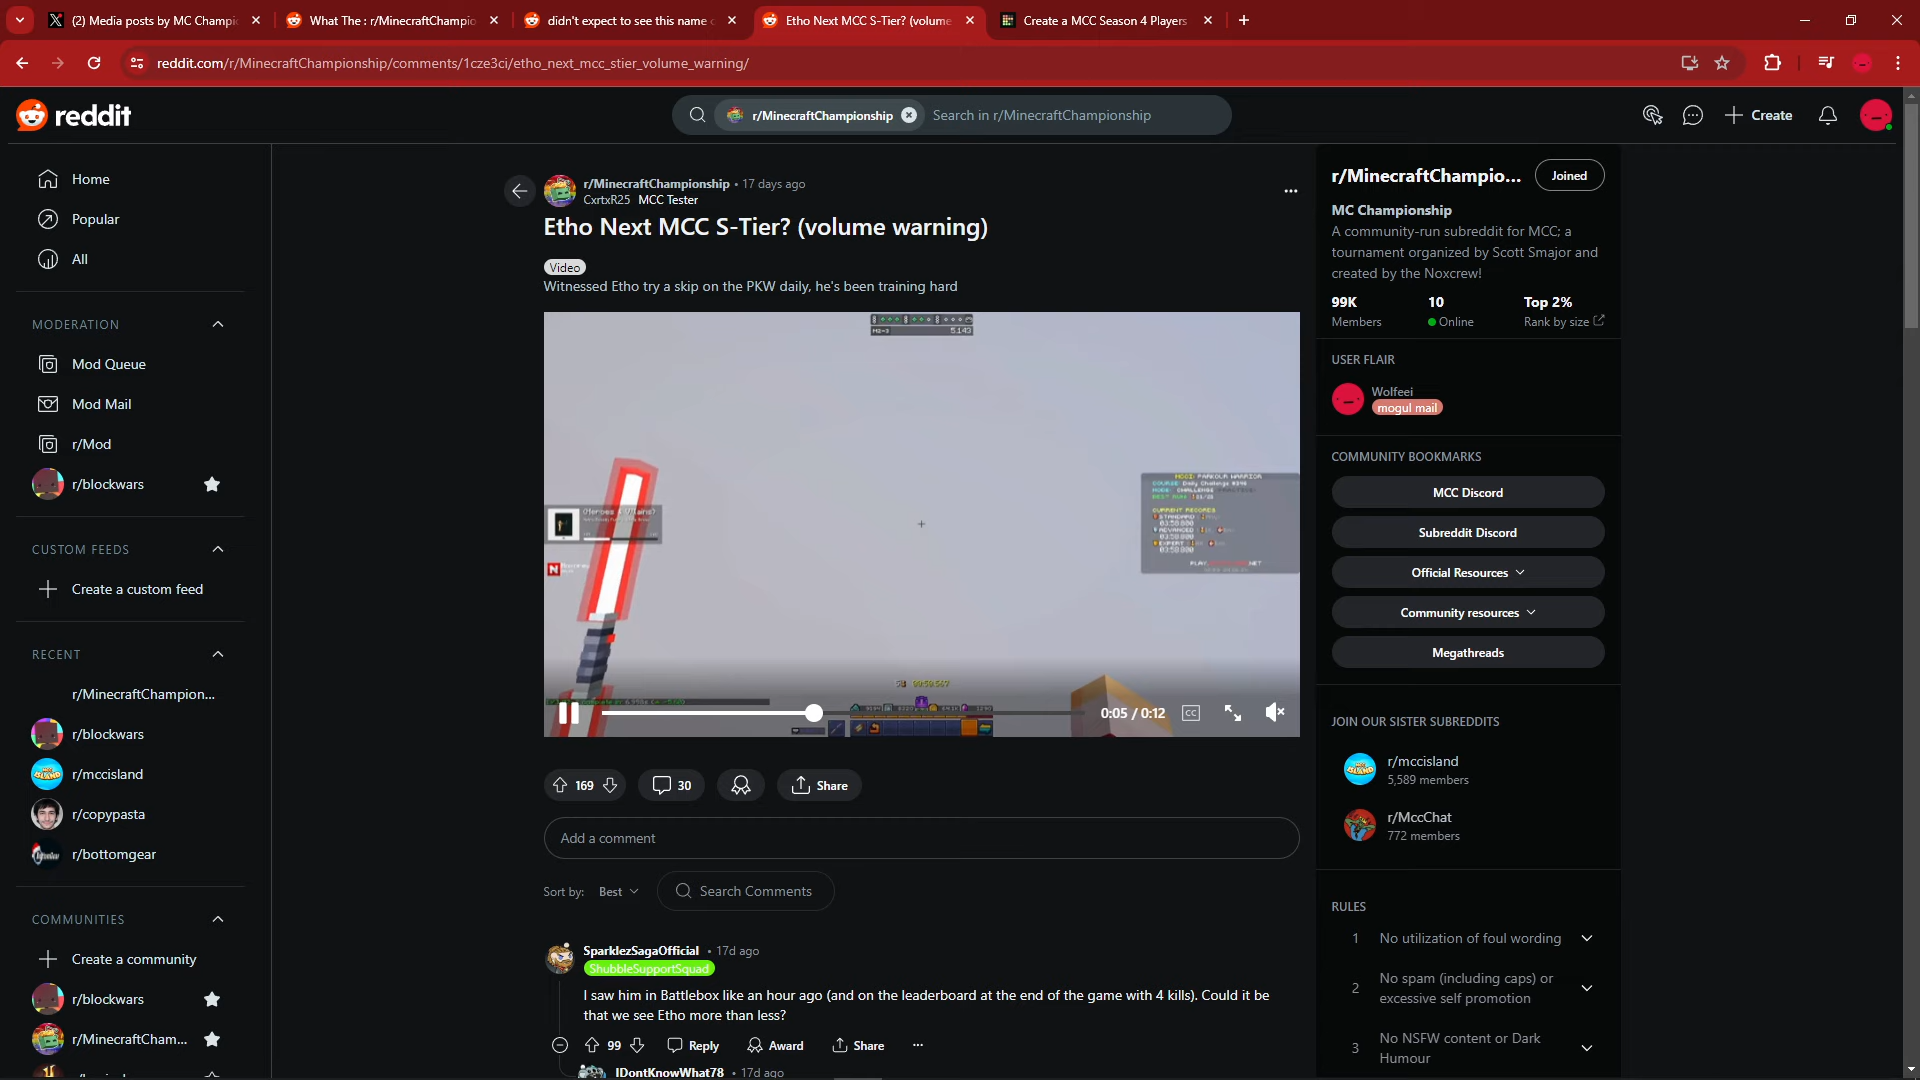 (2) Media posts by MC Champi
What The : r/MinecraftChampio
didn't expect to see this name
Etho Next MCC S-Tier? (volume
Create a MCC Season 4 Players
reddit.com/r/MinecraftChampionship/comments/1cze3ci/etho_next_mcc_stier_volume_warning/
reddit
r/MinecraftChampionship
Search in r/MinecraftChampionship
Create
Home
Popular
All
MODERATION
Mod Queue
Mod Mail
r/Mod
r/blockwars
CUSTOM FEEDS
Create a custom feed
RECENT
r/MinecraftChampion...
r/blockwars
r/mccisland
r/copypasta
r/bottomgear
COMMUNITIES
Create a community
r/blockwars
r/MinecraftCham...
r/MinecraftChampionship • 17 days ago
CxrtxR25 MCC Tester
Etho Next MCC S-Tier? (volume warning)
Video
Witnessed Etho try a skip on the PKW daily, he's been training hard
M2-3 5.143
MCCI: PARKOUR WARRIOR
CURRENT RECORDS
0:05 / 0:12
CC
169
30
Share
Add a comment
Sort by: Best
Search Comments
SparklezSagaOfficial • 17d ago
ShubbleSupportSquad
I saw him in Battlebox like an hour ago (and on the leaderboard at the end of the game with 4 kills). Could it be
that we see Etho more than less?
99
Reply
Award
Share
IDontKnowWhat78 • 17d ago
r/MinecraftChampio...
Joined
MC Championship
A community-run subreddit for MCC; a
tournament organized by Scott Smajor and
created by the Noxcrew!
99K 10 Top 2%
Members Online Rank by size
USER FLAIR
Wolfeei
mogul mail
COMMUNITY BOOKMARKS
MCC Discord
Subreddit Discord
Official Resources
Community resources
Megathreads
JOIN OUR SISTER SUBREDDITS
r/mccisland
5,589 members
r/MccChat
772 members
RULES
1 No utilization of foul wording
2 No spam (including caps) or
excessive self promotion
3 No NSFW content or Dark
Humour